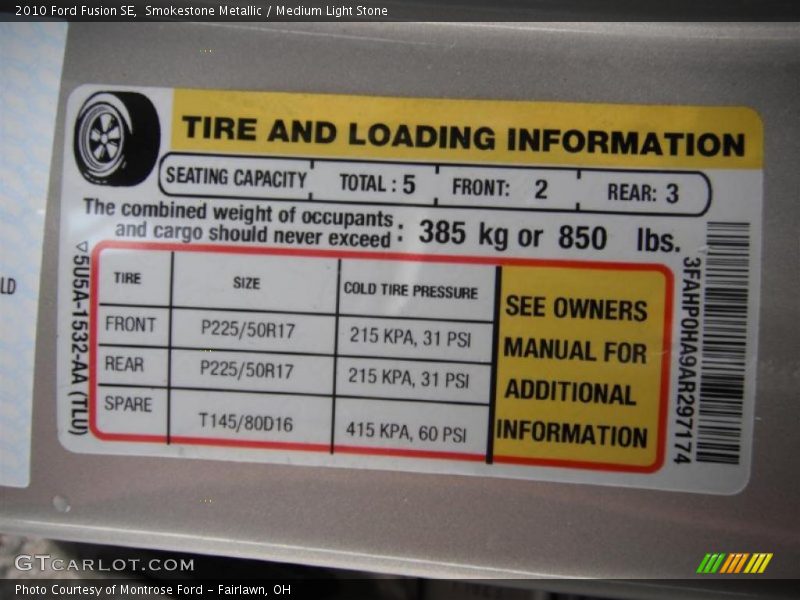 2010 Ford Fusion SE, Smokestone Metallic / Medium Light Stone
TIRE AND LOADING INFORMATION
SEATING CAPACITY TOTAL : 5 FRONT: 2 REAR: 3
The combined weight of occupants
and cargo should never exceed : 385 kg or 850 lbs.
TIRE SIZE COLD TIRE PRESSURE
FRONT P225/50R17 215 KPA, 31 PSI
REAR P225/50R17 215 KPA, 31 PSI
SPARE T145/80D16 415 KPA, 60 PSI
SEE OWNERS
MANUAL FOR
ADDITIONAL
INFORMATION
▽5U5A-1532-AA (TLU)
3FAHP0HA9AR297174
LD
GTCARLOT.COM
Photo Courtesy of Montrose Ford - Fairlawn, OH